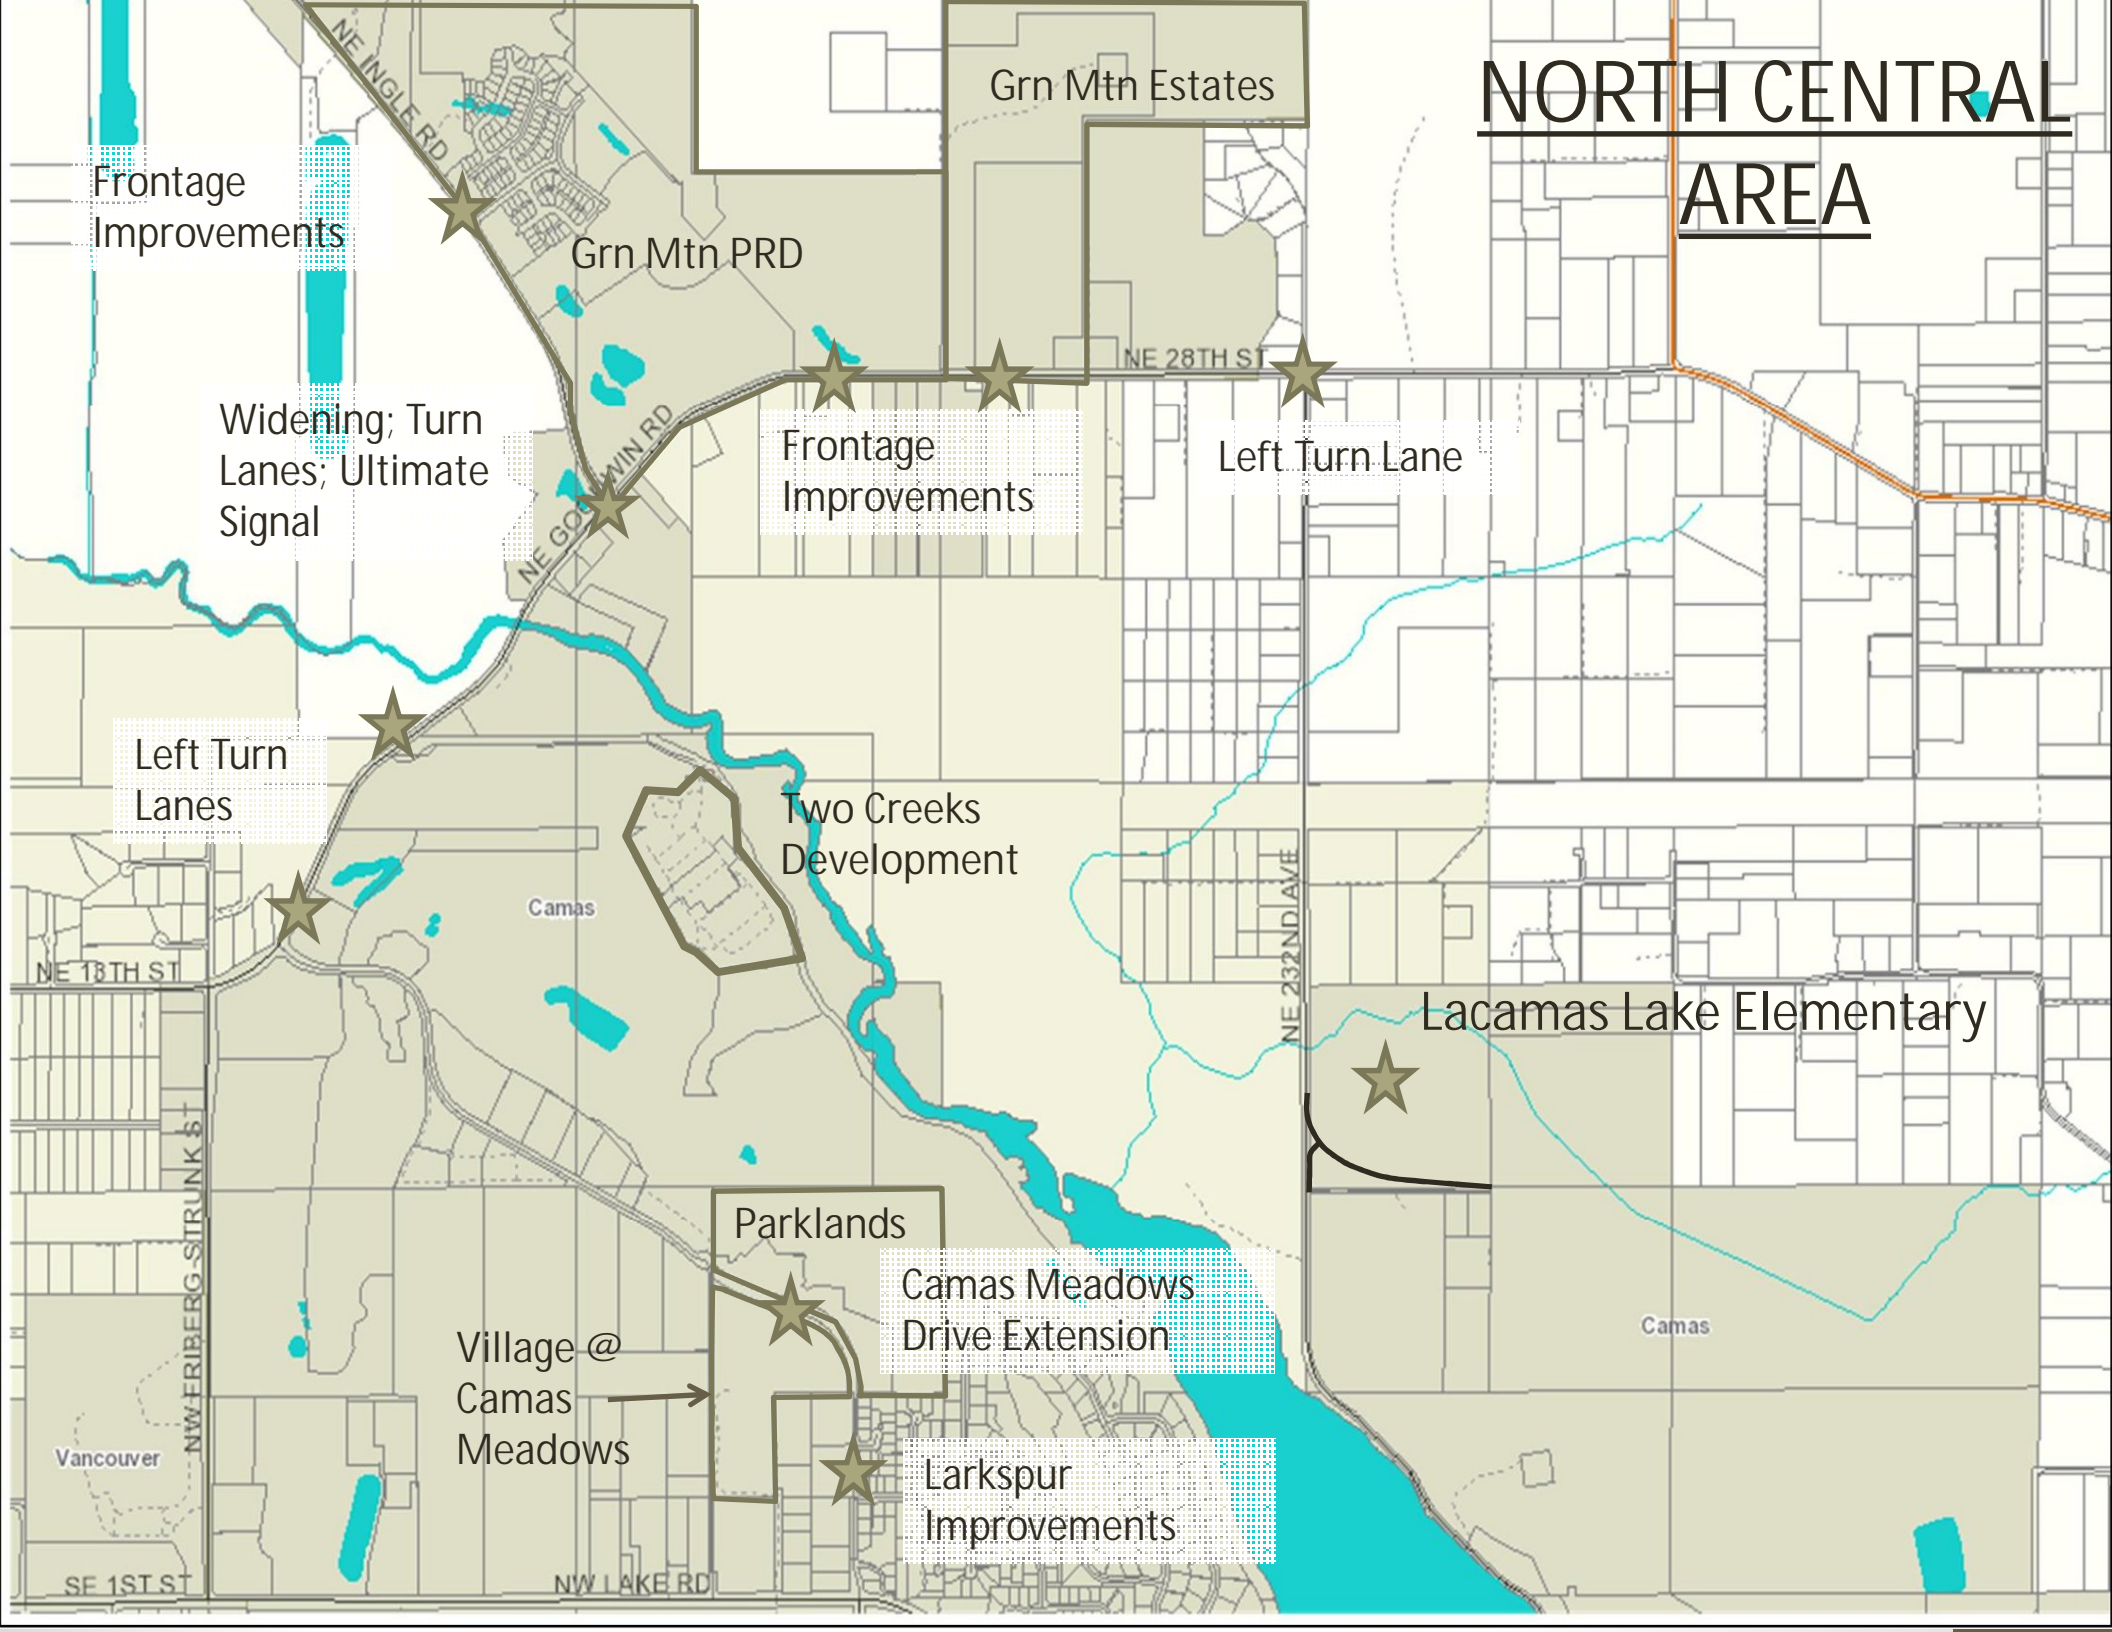 NORTH CENTRAL
AREA
NE INGLE RD
Grn Mtn Estates
Frontage
Improvements
Grn Mtn PRD
NE 28TH ST
Widening; Turn
Lanes; Ultimate
Signal
WIN RD
NE GO
Frontage
Improvements
Left Turn Lane
Left Turn
Lanes
Two Creeks
Development
Camas
NE 232ND AVE
NE 13TH ST
Lacamas Lake Elementary
NW FRIBERG-STRUNK ST
Parklands
Camas Meadows
Drive Extension
Village @
Camas
Meadows
Camas
Vancouver
Larkspur
Improvements
SE 1ST ST
NW LAKE RD